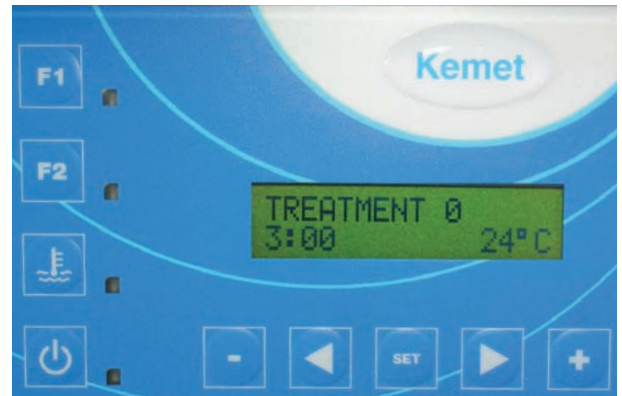 F1
Kemet
F2
TREATMENT 0
3:00 24°C
- SET +